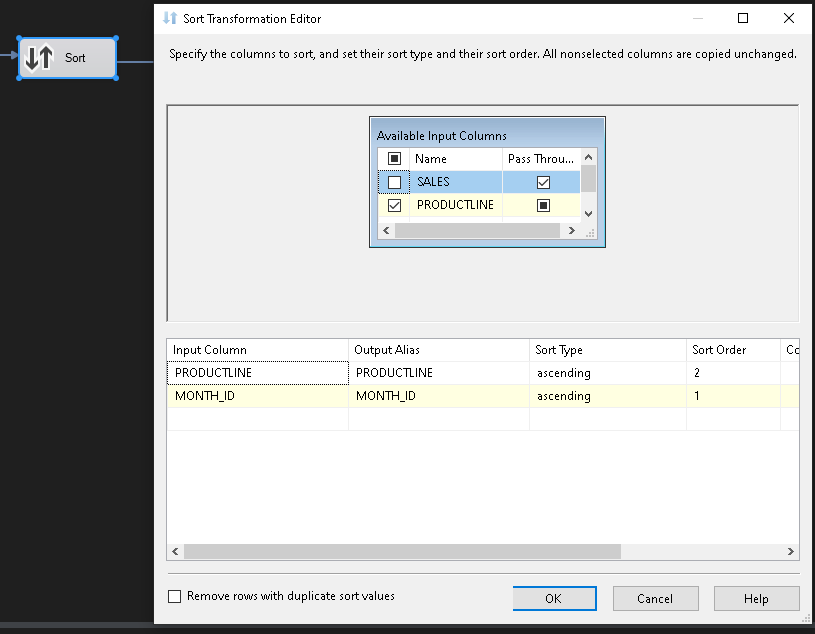 Sort
Sort Transformation Editor
Specify the columns to sort, and set their sort type and their sort order. All nonselected columns are copied unchanged.
Available Input Columns
Name Pass Throu...
SALES
PRODUCTLINE
Input Column Output Alias Sort Type Sort Order Co
PRODUCTLINE PRODUCTLINE ascending 2
MONTH_ID MONTH_ID ascending 1
Remove rows with duplicate sort values
OK Cancel Help